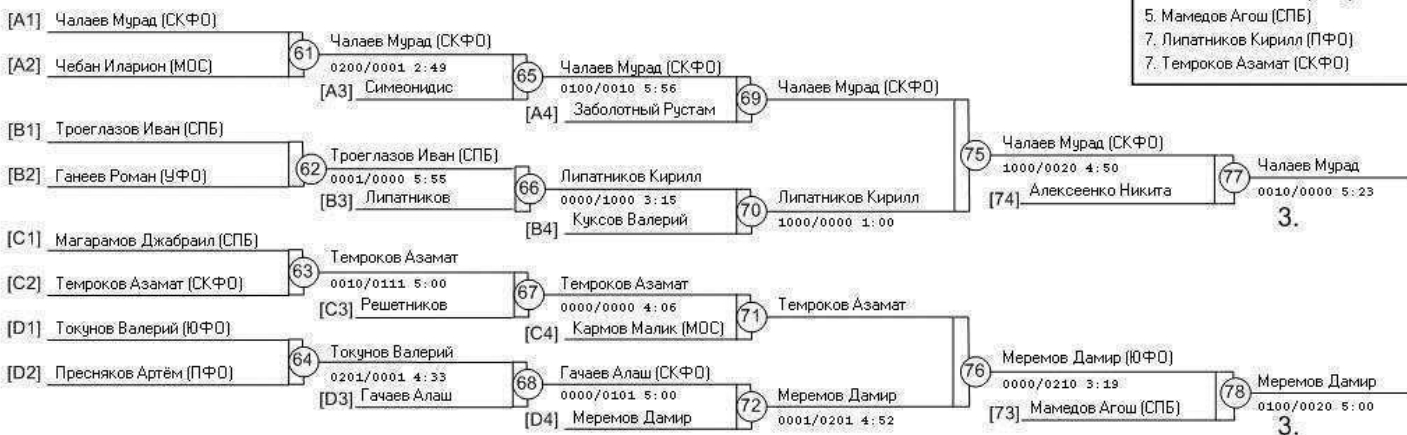 5. Мамедов Агош (СПБ)
7. Липатников Кирилл (ПФО)
7. Темроков Азамат (СКФО)
[A1] Чалаев Мурад (СКФО)
61
Чалаев Мурад (СКФО)
[A2] Чебан Иларион (МОС)
0200/0001 2:49
65
Чалаев Мурад (СКФО)
[A3] Симеонидис
0100/0010 5:56
69
Чалаев Мурад (СКФО)
[A4] Заболотный Рустам
[B1] Троеглазов Иван (СПБ)
62
Троеглазов Иван (СПБ)
[B2] Ганеев Роман (УФО)
0001/0000 5:55
66
Липатников Кирилл
[B3] Липатников
0000/1000 3:15
70
Липатников Кирилл
[B4] Куксов Валерий
1000/0000 1:00
75
Чалаев Мурад (СКФО)
1000/0020 4:50
[74] Алексеенко Никита
77
Чалаев Мурад
0010/0000 5:23
3.
[C1] Магарамов Джабраил (СПБ)
63
Темроков Азамат
[C2] Темроков Азамат (СКФО)
0010/0111 5:00
67
Темроков Азамат
[C3] Решетников
0000/0000 4:06
71
Темроков Азамат
[C4] Кармов Малик (МОС)
[D1] Токунов Валерий (ЮФО)
64
Токунов Валерий
[D2] Пресняков Артём (ПФО)
0201/0001 4:33
68
Гачаев Алаш (СКФО)
[D3] Гачаев Алаш
0000/0101 5:00
72
Меремов Дамир
[D4] Меремов Дамир
0001/0201 4:52
76
Меремов Дамир (ЮФО)
0000/0210 3:19
[73] Мамедов Агош (СПБ)
78
Меремов Дамир
0100/0020 5:00
3.